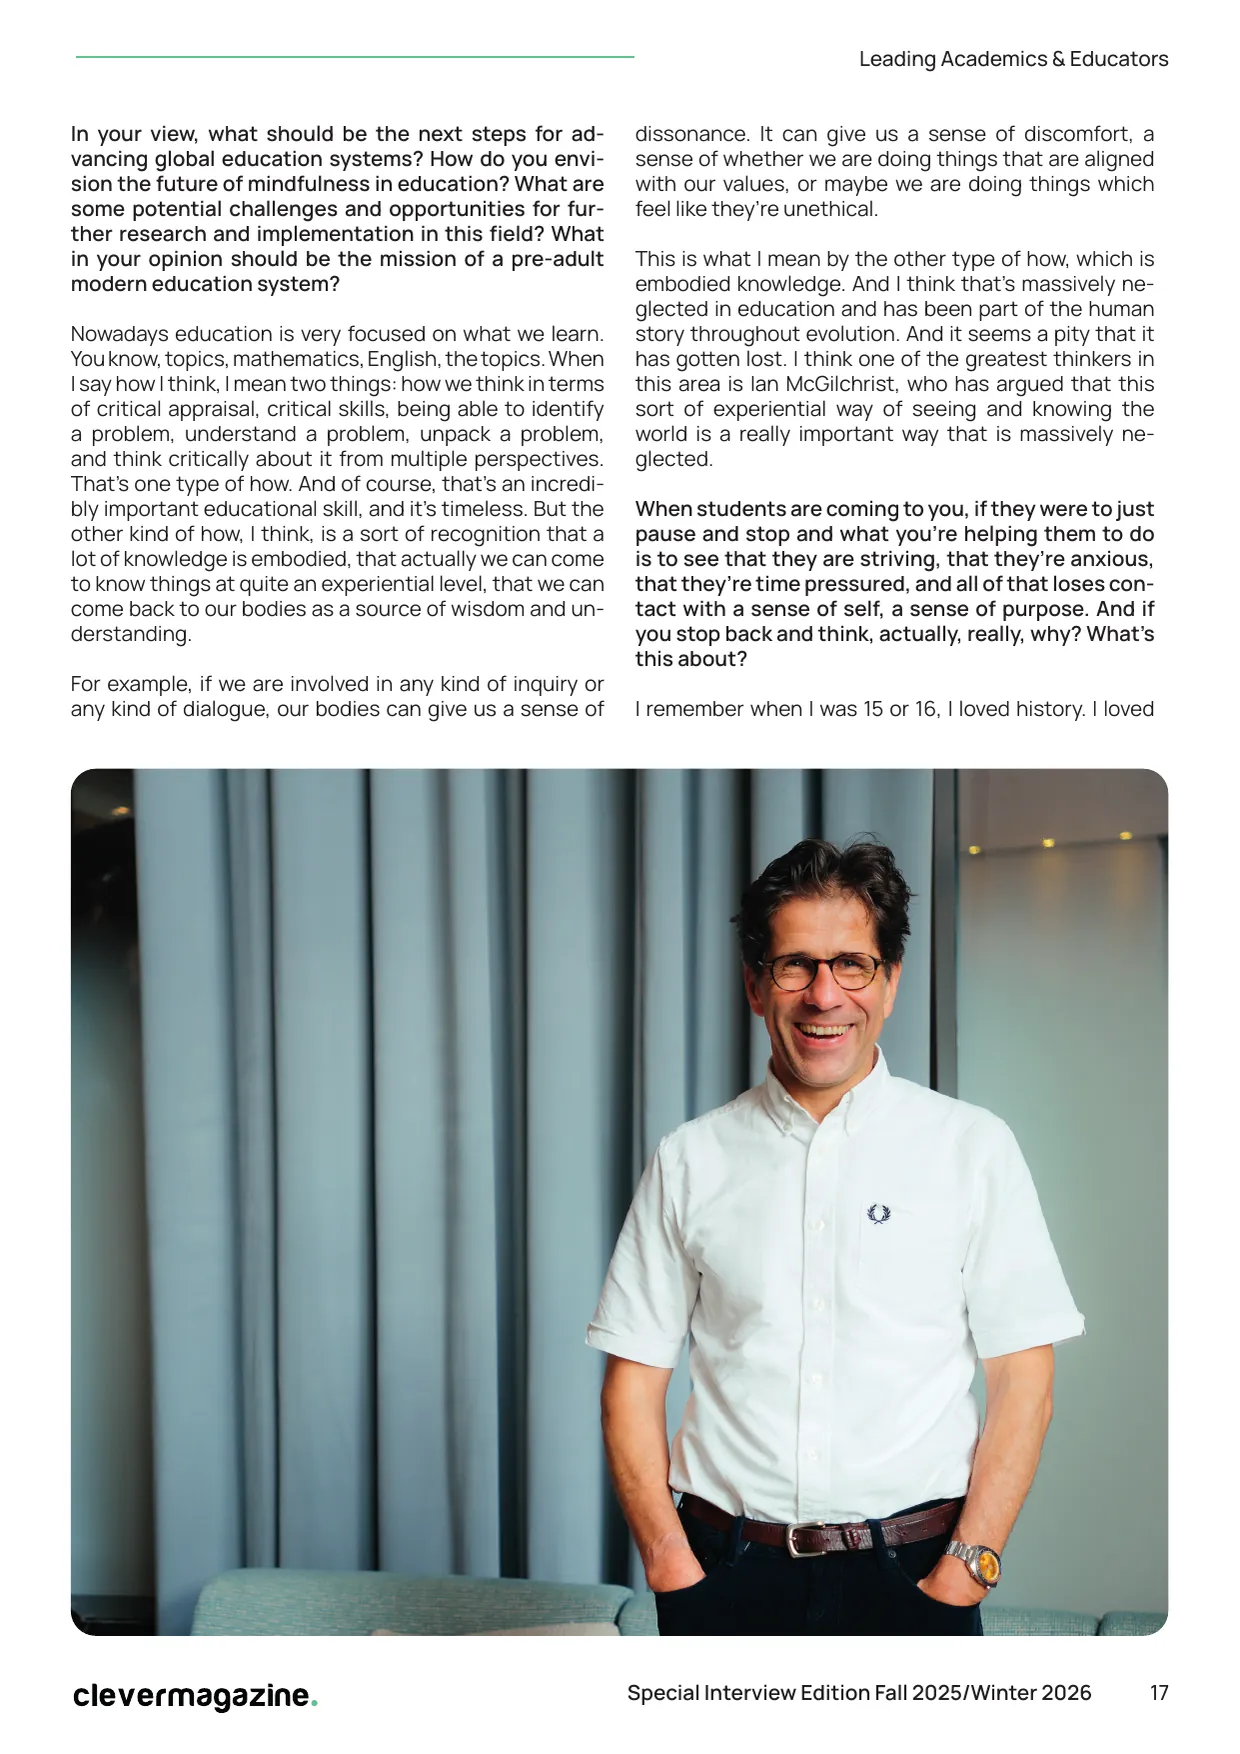 Leading Academics & Educators
In your view, what should be the next steps for ad-
vancing global education systems? How do you envi-
sion the future of mindfulness in education? What are
some potential challenges and opportunities for fur-
ther research and implementation in this field? What
in your opinion should be the mission of a pre-adult
modern education system?
Nowadays education is very focused on what we learn.
You know, topics, mathematics, English, the topics. When
I say how I think, I mean two things: how we think in terms
of critical appraisal, critical skills, being able to identify
a problem, understand a problem, unpack a problem,
and think critically about it from multiple perspectives.
That's one type of how. And of course, that's an incredi-
bly important educational skill, and it's timeless. But the
other kind of how, I think, is a sort of recognition that a
lot of knowledge is embodied, that actually we can come
to know things at quite an experiential level, that we can
come back to our bodies as a source of wisdom and un-
derstanding.
For example, if we are involved in any kind of inquiry or
any kind of dialogue, our bodies can give us a sense of
dissonance. It can give us a sense of discomfort, a
sense of whether we are doing things that are aligned
with our values, or maybe we are doing things which
feel like they're unethical.
This is what I mean by the other type of how, which is
embodied knowledge. And I think that's massively ne-
glected in education and has been part of the human
story throughout evolution. And it seems a pity that it
has gotten lost. I think one of the greatest thinkers in
this area is Ian McGilchrist, who has argued that this
sort of experiential way of seeing and knowing the
world is a really important way that is massively ne-
glected.
When students are coming to you, if they were to just
pause and stop and what you're helping them to do
is to see that they are striving, that they're anxious,
that they're time pressured, and all of that loses con-
tact with a sense of self, a sense of purpose. And if
you stop back and think, actually, really, why? What's
this about?
I remember when I was 15 or 16, I loved history. I loved
clevermagazine.
Special Interview Edition Fall 2025/Winter 2026
17